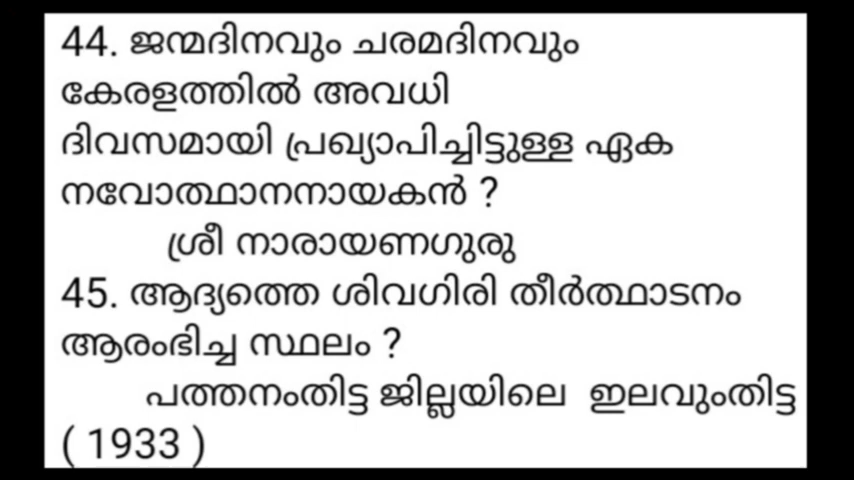 44. ജന്മദിനവും ചരമദിനവും
കേരളത്തിൽ അവധി
ദിവസമായി പ്രഖ്യാപിച്ചിട്ടുള്ള ഏക
നവോത്ഥാനനായകൻ ?
ശ്രീ നാരായണഗുരു
45. ആദ്യത്തെ ശിവഗിരി തീർത്ഥാടനം
ആരംഭിച്ച സ്ഥലം ?
പത്തനംതിട്ട ജില്ലയിലെ ഇലവുംതിട്ട
( 1933 )